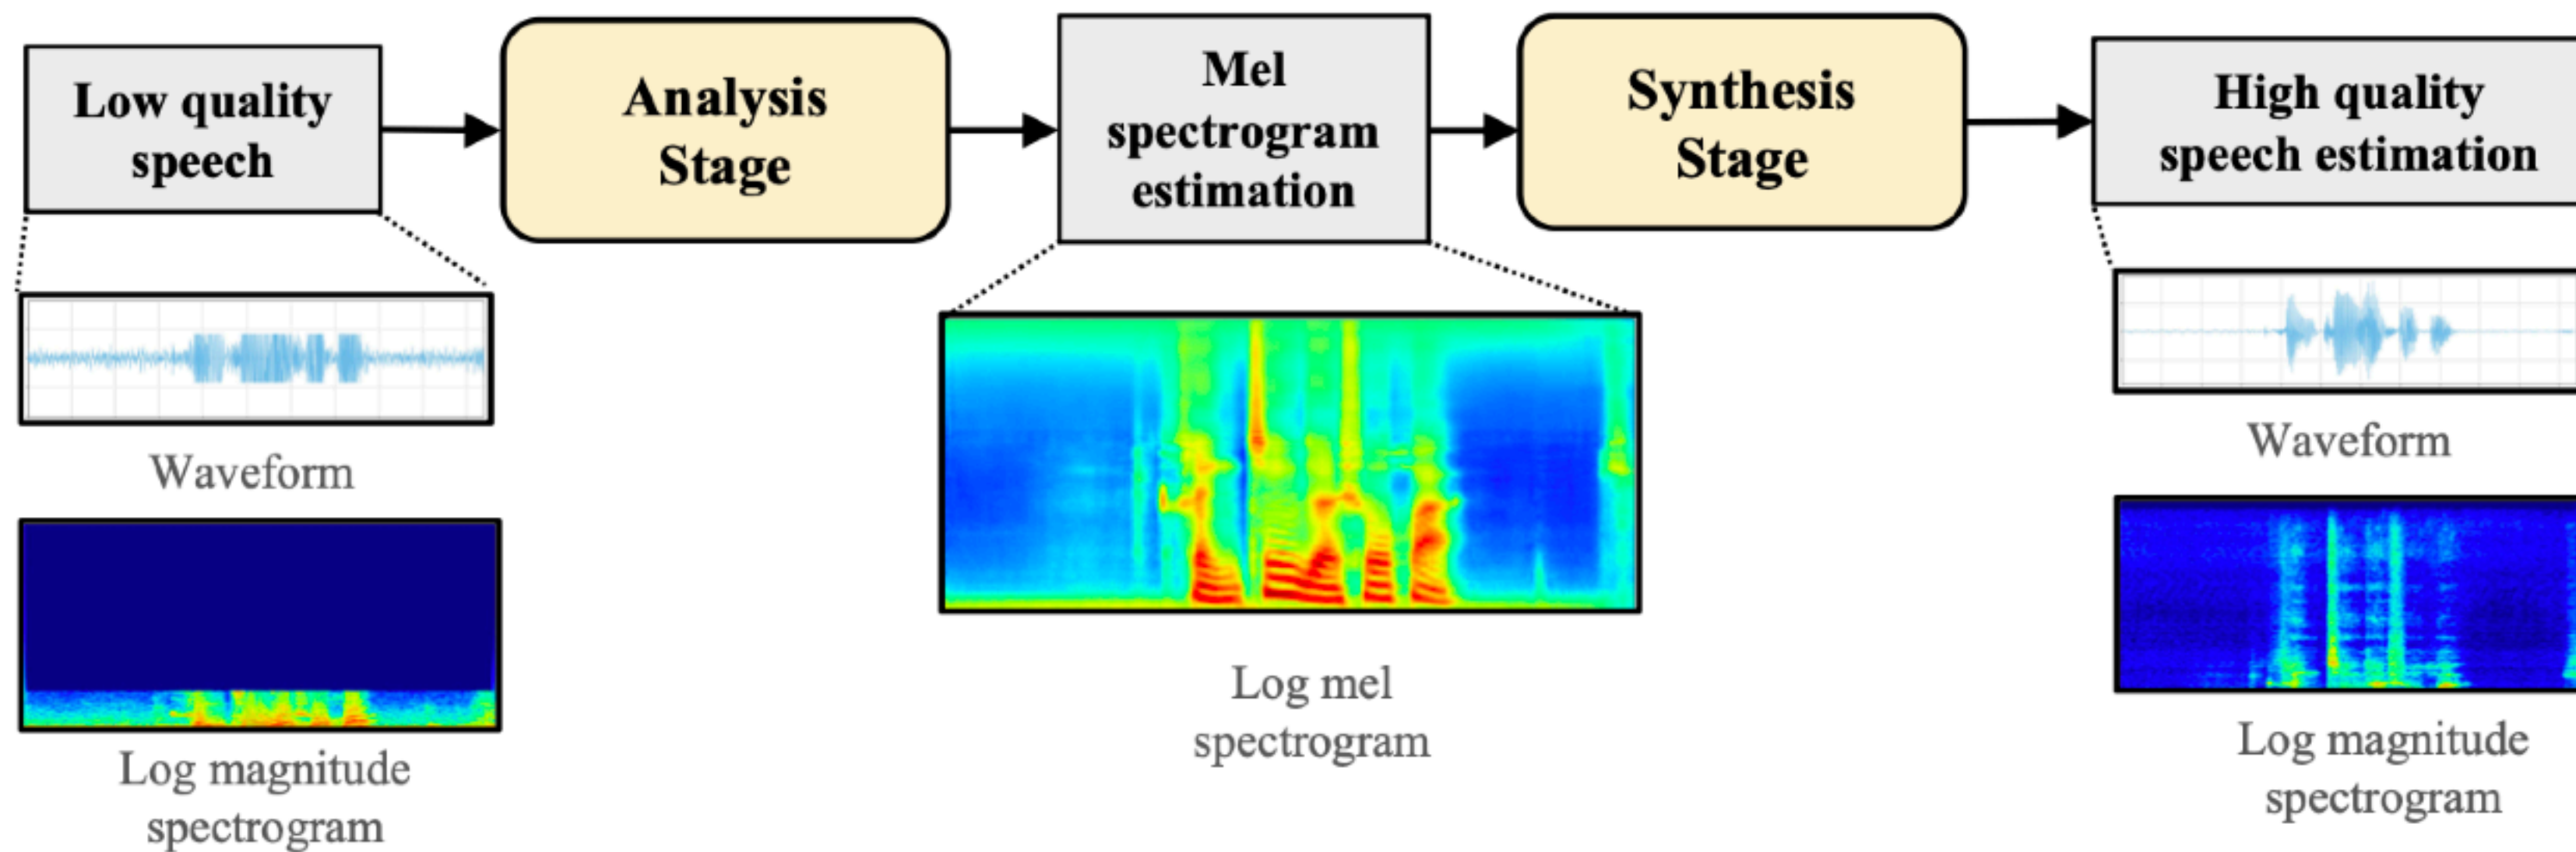 Low quality
speech
Analysis
Stage
Mel
spectrogram
estimation
Synthesis
Stage
High quality
speech estimation
Waveform
Log magnitude
spectrogram
Log mel
spectrogram
Waveform
Log magnitude
spectrogram